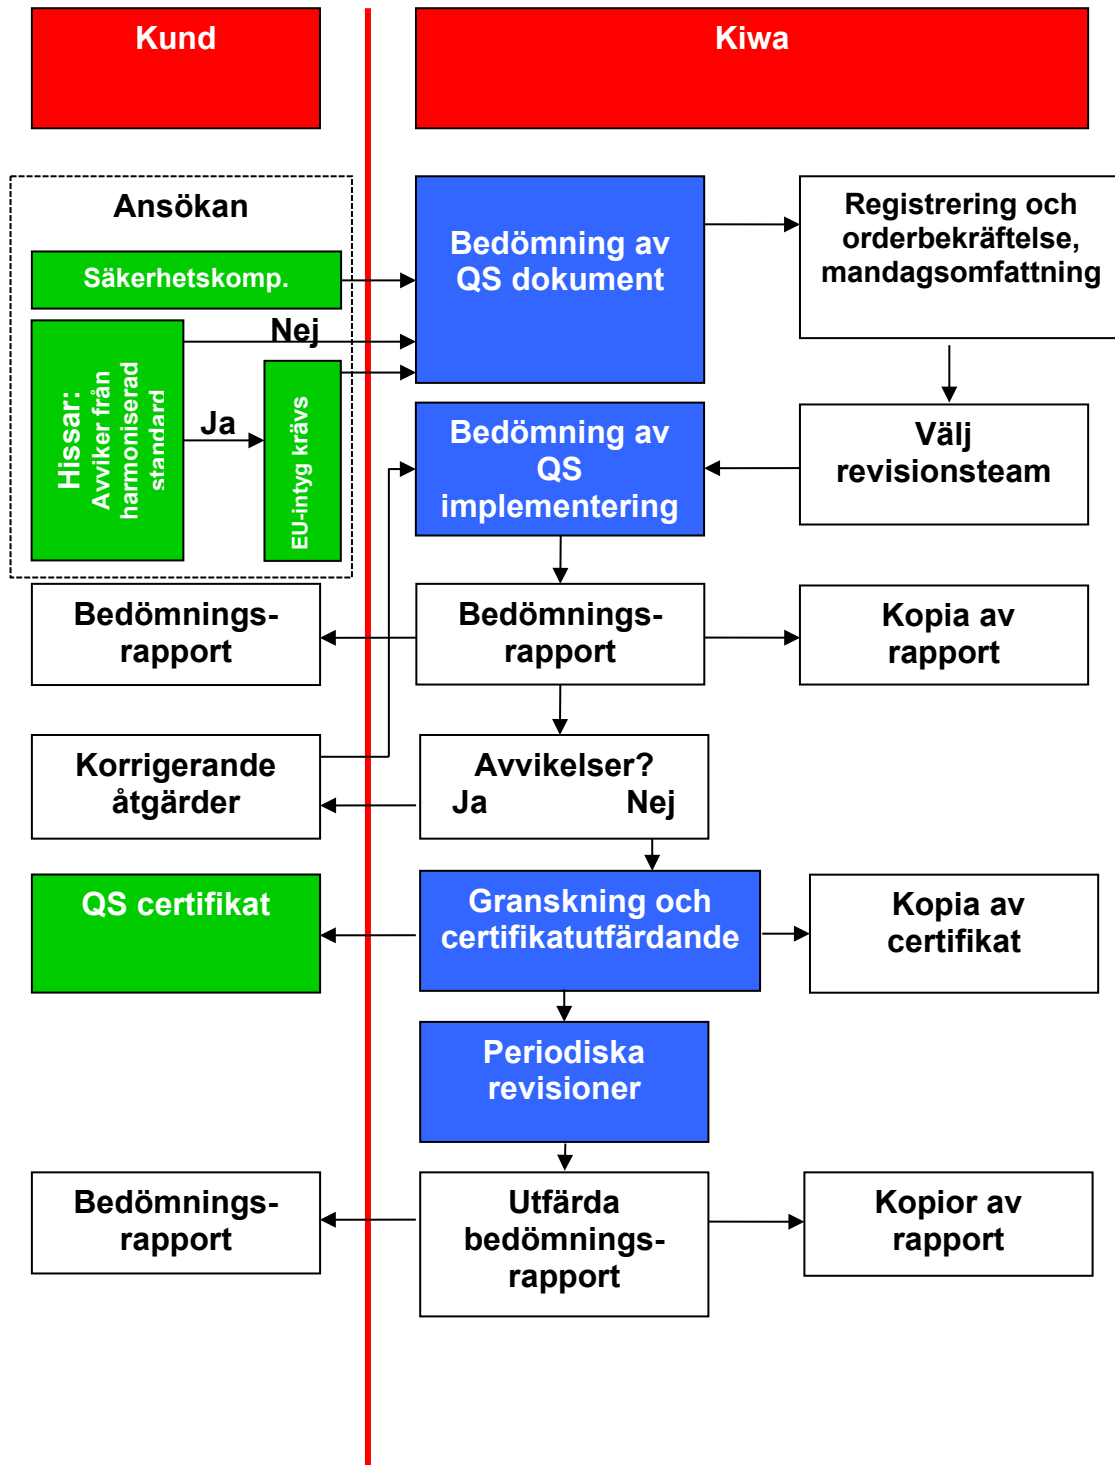 Kund
Kiwa
Ansökan
Säkerhetskomp.
Nej
Hissar:
Avviker från
harmoniserad
standard
Ja
EU-intyg krävs
Bedömning av
QS dokument
Registrering och
orderbekräftelse,
mandagsomfattning
Bedömning av
QS
implementering
Välj
revisionsteam
Bedömnings-
rapport
Bedömnings-
rapport
Kopia av
rapport
Korrigerande
åtgärder
Avvikelser?
Ja Nej
QS certifikat
Granskning och
certifikatutfärdande
Kopia av
certifikat
Periodiska
revisioner
Bedömnings-
rapport
Utfärda
bedömnings-
rapport
Kopior av
rapport